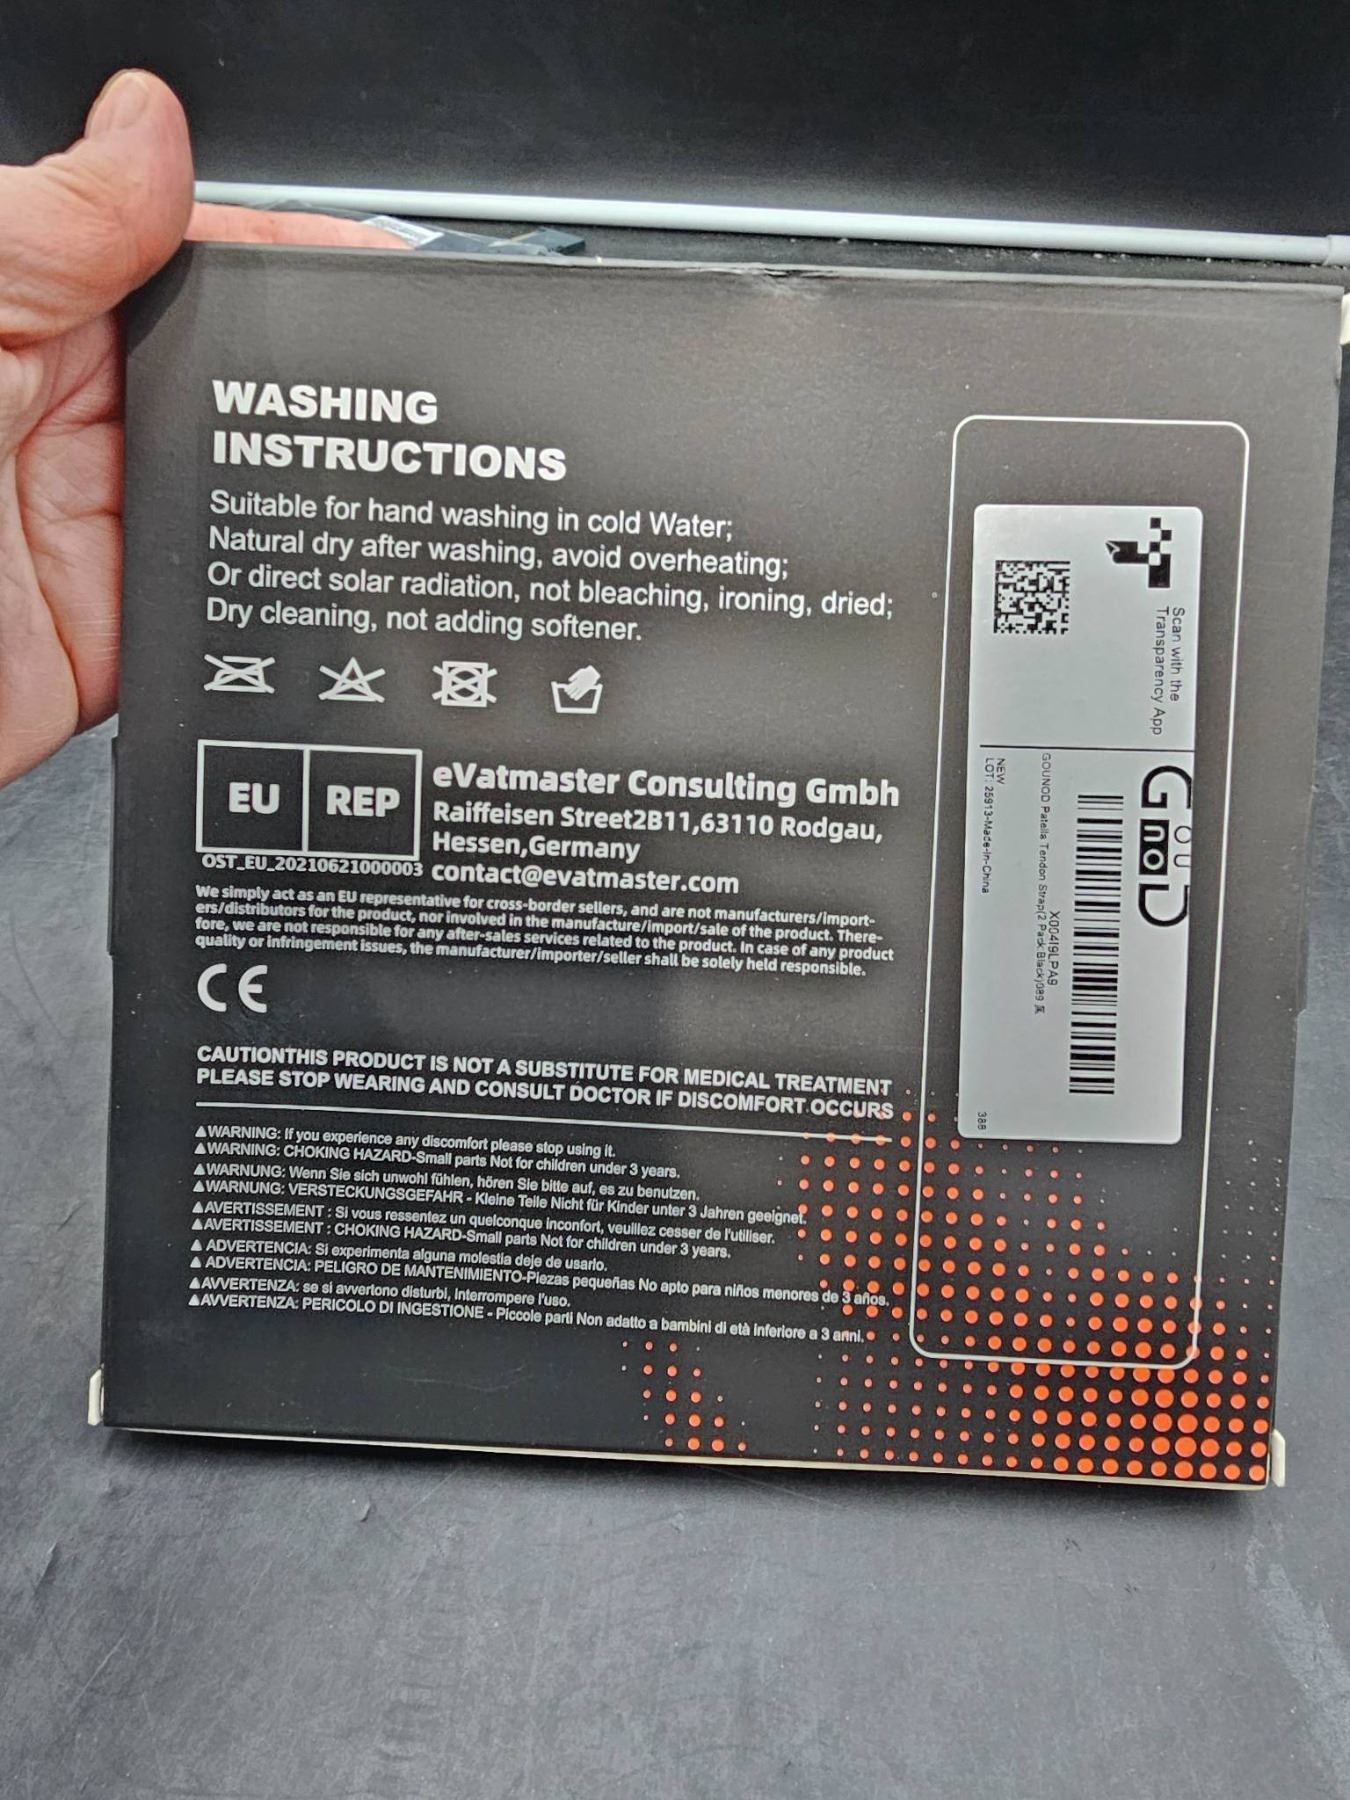 WASHING
INSTRUCTIONS
Suitable for hand washing in cold Water;
Natural dry after washing, avoid overheating;
Or direct solar radiation, not bleaching, ironing, dried;
Dry cleaning, not adding softener.
EU REP
OST_EU_20210621000003
eVatmaster Consulting Gmbh
Raiffeisen Street2B11,63110 Rodgau,
Hessen,Germany
contact@evatmaster.com
We simply act as an EU representative for cross-border sellers, and are not manufacturers/import-
ers/distributors for the product, nor involved in the manufacture/import/sale of the product. There-
fore, we are not responsible for any after-sales services related to the product. In case of any product
quality or infringement issues, the manufacturer/importer/seller shall be solely held responsible.
CE
CAUTIONTHIS PRODUCT IS NOT A SUBSTITUTE FOR MEDICAL TREATMENT
PLEASE STOP WEARING AND CONSULT DOCTOR IF DISCOMFORT OCCURS
WARNING: If you experience any discomfort please stop using it.
WARNING: CHOKING HAZARD-Small parts Not for children under 3 years.
WARNUNG: Wenn Sie sich unwohl fühlen, hören Sie bitte auf, es zu benutzen.
WARNUNG: VERSTECKUNGSGEFAHR - Kleine Teile Nicht für Kinder unter 3 Jahren geeignet.
AVERTISSEMENT : Si vous ressentez un quelconque inconfort, veuillez cesser de l'utiliser.
AVERTISSEMENT : CHOKING HAZARD-Small parts Not for children under 3 years.
ADVERTENCIA: Si experimenta alguna molestia deje de usarlo.
ADVERTENCIA: PELIGRO DE MANTENIMIENTO-Piezas pequeñas No apto para niños menores de 3 años.
AVVERTENZA: se si avvertono disturbi, interrompere l'uso.
AVVERTENZA: PERICOLO DI INGESTIONE - Piccole parti Non adatto a bambini di età inferiore a 3 anni.
Scan with the
Transparency App
GOUNOD
X004I9LPA9
GOUNOD Patella Tendon Strap(2 Pack Black)089 黑
NEW
LOT: 25913-Made-In-China
388